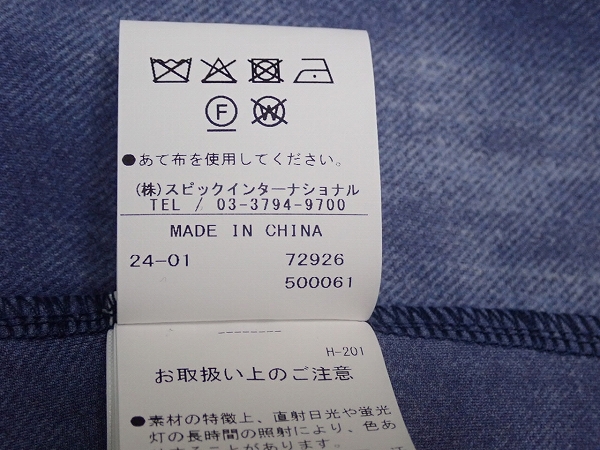 F W
●あて布を使用してください。
(株)スピックインターナショナル
TEL / 03-3794-9700
MADE IN CHINA
24-01 72926
500061
H-201
お取扱い上のご注意
●素材の特徴上、直射日光や蛍光
灯の長時間の照射により、色あ